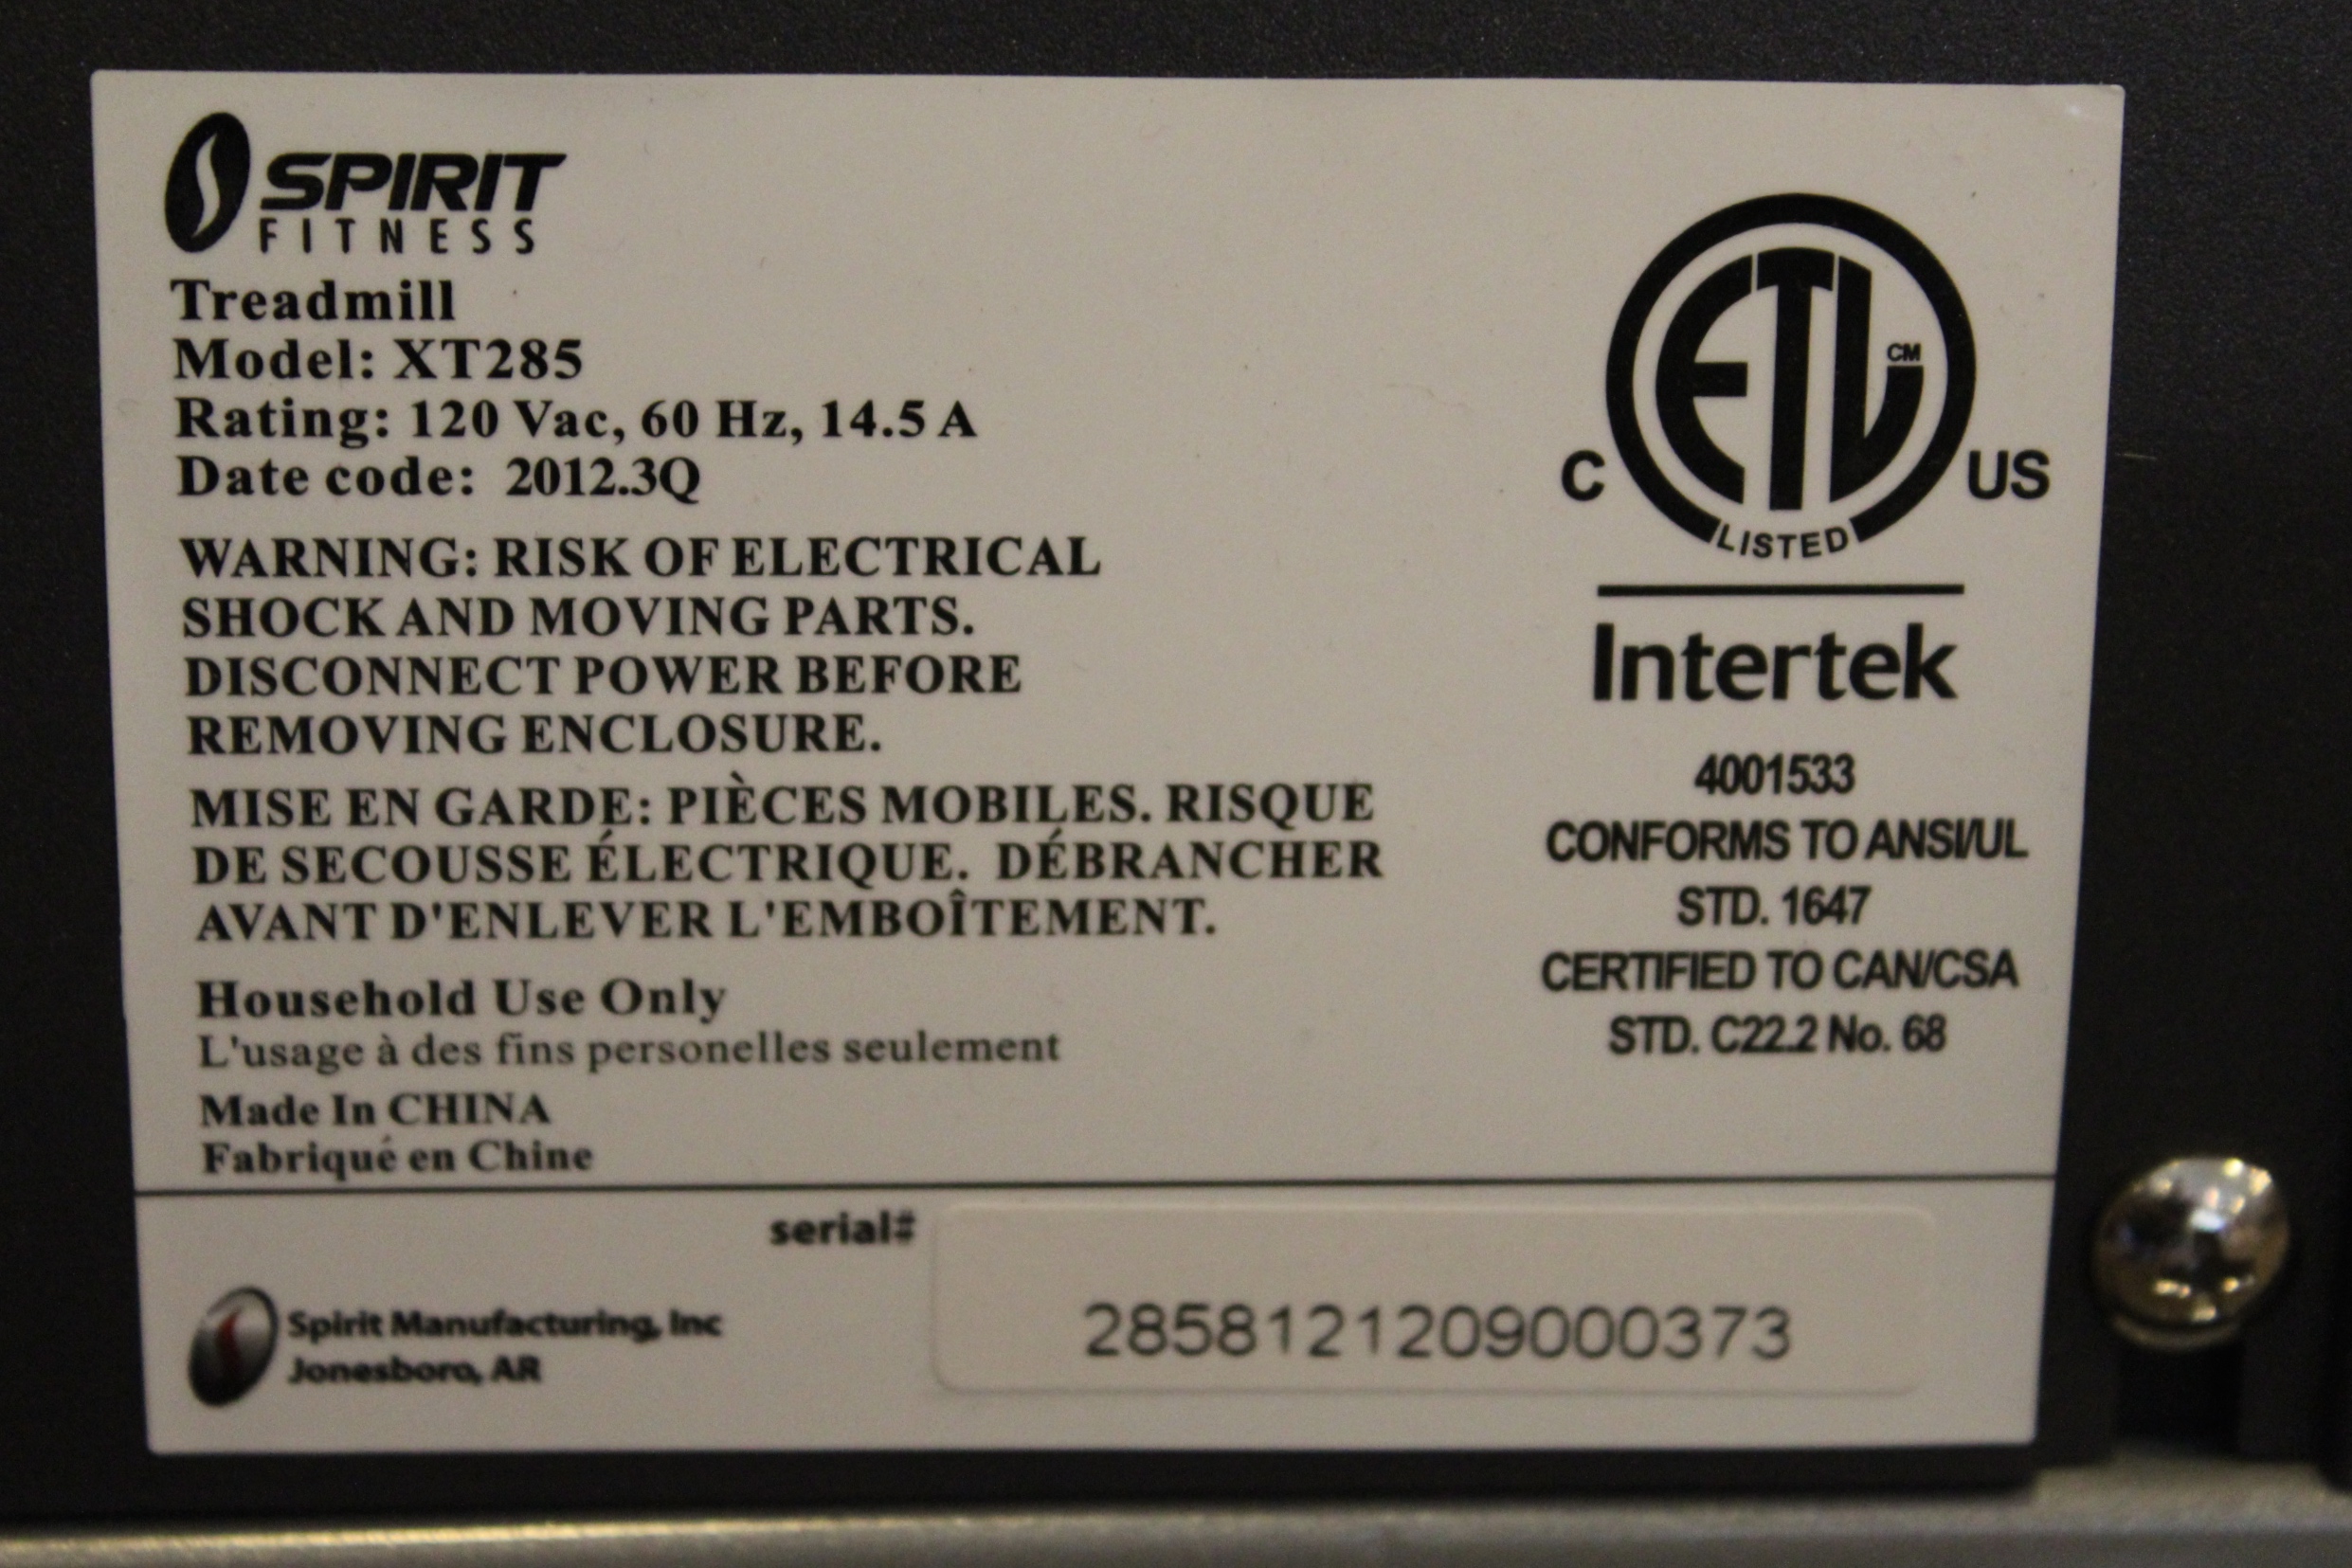 SPIRIT
FITNESS
Treadmill
Model: XT285
Rating: 120 Vac, 60 Hz, 14.5 A
Date code: 2012.3Q
WARNING: RISK OF ELECTRICAL
SHOCK AND MOVING PARTS.
DISCONNECT POWER BEFORE
REMOVING ENCLOSURE.
MISE EN GARDE: PIÈCES MOBILES. RISQUE
DE SECOUSSE ÉLECTRIQUE. DÉBRANCHER
AVANT D'ENLEVER L'EMBOÎTEMENT.
Household Use Only
L'usage à des fins personelles seulement
Made In CHINA
Fabriqué en Chine
ETL CM
C US
LISTED
Intertek
4001533
CONFORMS TO ANSI/UL
STD. 1647
CERTIFIED TO CAN/CSA
STD. C22.2 No. 68
serial#
2858121209000373
Spirit Manufacturing, Inc
Jonesboro, AR